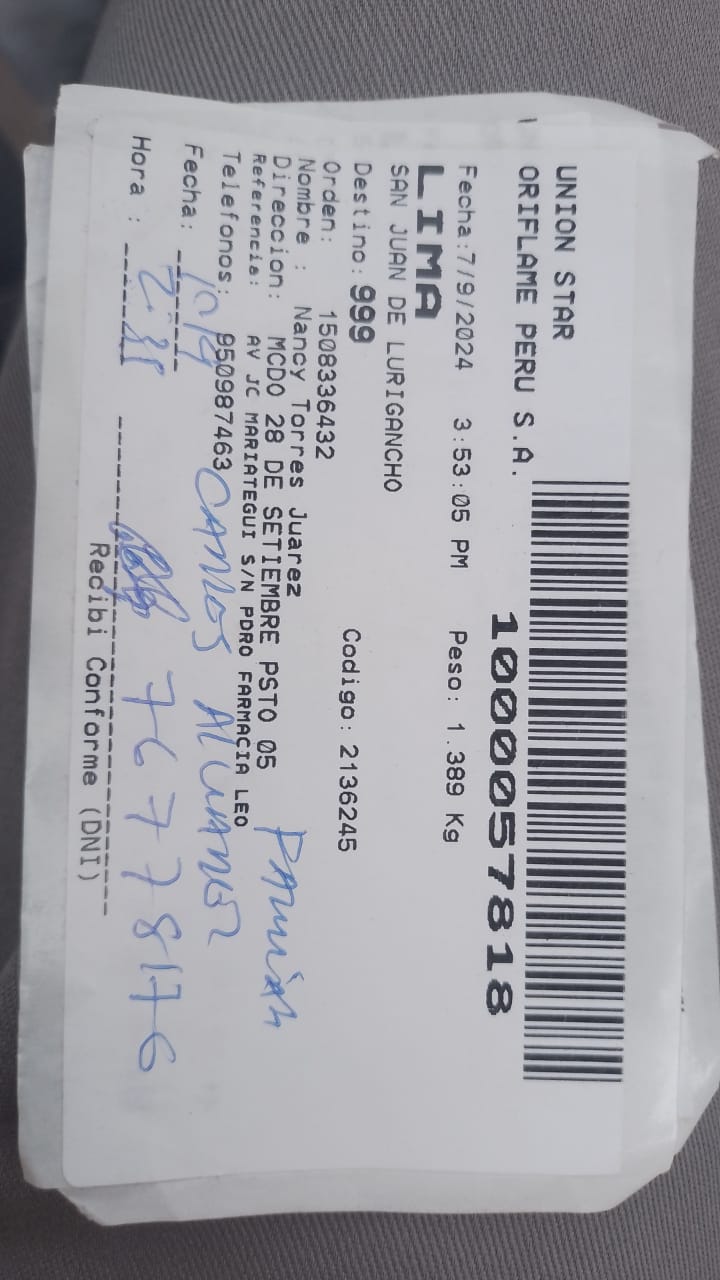 UNION STAR
ORIFLAME PERU S.A.
1000057818
Fecha:7/9/2024 3:53:05 PM Peso: 1.389 Kg
LIMA
SAN JUAN DE LURIGANCHO
Destino: 999 Codigo: 2136245
Orden: 1508336432
Nombre : Nancy Torres Juarez
Direccion: MCDO 28 DE SETIEMBRE PSTO 05
Referencia: AV JC MARIATEGUI S/N PDRO FARMACIA LEO
Telefonos: 950987463
Fecha: 10/9
CARLOS
Hora : 2:38
76778176
Recibi Conforme (DNI)